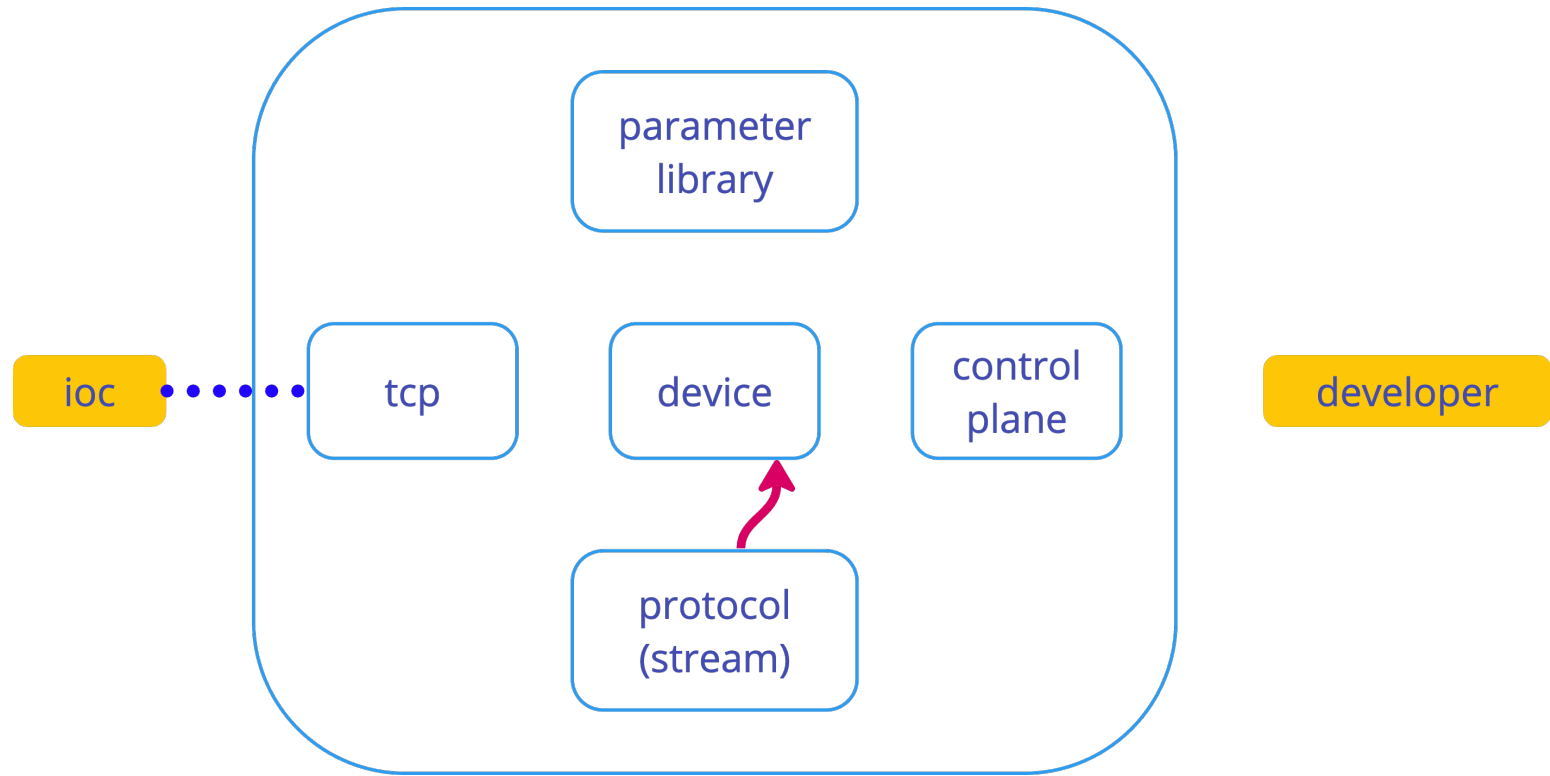 parameter
library
ioc
tcp
device
control
plane
developer
protocol
(stream)